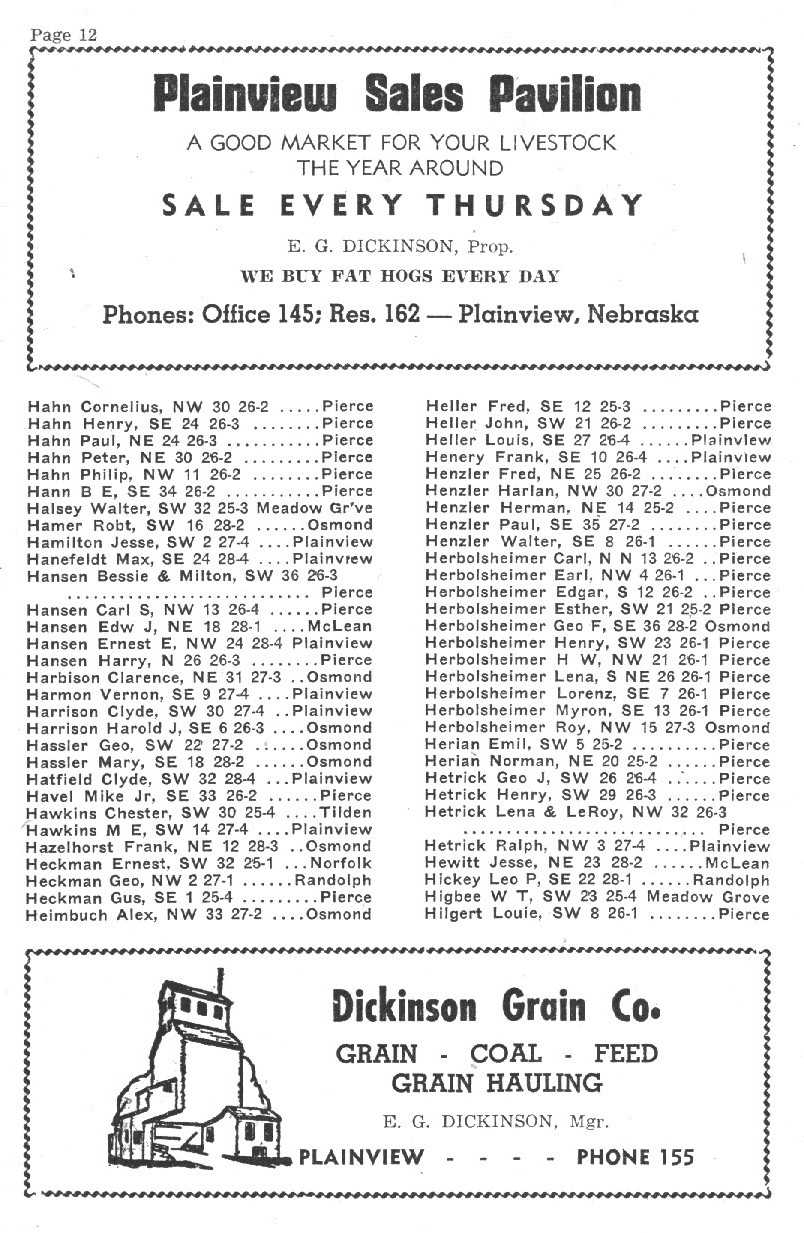 Page 12
Plainview Sales Pavilion
A GOOD MARKET FOR YOUR LIVESTOCK
THE YEAR AROUND
SALE EVERY THURSDAY
E. G. DICKINSON, Prop.
WE BUY FAT HOGS EVERY DAY
Phones: Office 145; Res. 162 — Plainview, Nebraska
Hahn Cornelius, NW 30 26-2 .....Pierce
Hahn Henry, SE 24 26-3 ........Pierce
Hahn Paul, NE 24 26-3 ...........Pierce
Hahn Peter, NE 30 26-2 .........Pierce
Hahn Philip, NW 11 26-2 ........Pierce
Hann B E, SE 34 26-2 ...........Pierce
Halsey Walter, SW 32 25-3 Meadow Gr've
Hamer Robt, SW 16 28-2 ......Osmond
Hamilton Jesse, SW 2 27-4 ....Plainview
Hanefeldt Max, SE 24 28-4 ....Plainview
Hansen Bessie & Milton, SW 36 26-3
............................ Pierce
Hansen Carl S, NW 13 26-4 ......Pierce
Hansen Edw J, NE 18 28-1 ....McLean
Hansen Ernest E, NW 24 28-4 Plainview
Hansen Harry, N 26 26-3 ........Pierce
Harbison Clarence, NE 31 27-3 ..Osmond
Harmon Vernon, SE 9 27-4 ....Plainview
Harrison Clyde, SW 30 27-4 ..Plainview
Harrison Harold J, SE 6 26-3 ....Osmond
Hassler Geo, SW 22 27-2 ......Osmond
Hassler Mary, SE 18 28-2 ......Osmond
Hatfield Clyde, SW 32 28-4 ...Plainview
Havel Mike Jr, SE 33 26-2 ......Pierce
Hawkins Chester, SW 30 25-4 ....Tilden
Hawkins M E, SW 14 27-4 ....Plainview
Hazelhorst Frank, NE 12 28-3 ..Osmond
Heckman Ernest, SW 32 25-1 ...Norfolk
Heckman Geo, NW 2 27-1 ......Randolph
Heckman Gus, SE 1 25-4 .........Pierce
Heimbuch Alex, NW 33 27-2 ....Osmond
Heller Fred, SE 12 25-3 .........Pierce
Heller John, SW 21 26-2 .........Pierce
Heller Louis, SE 27 26-4 ......Plainview
Henery Frank, SE 10 26-4 ....Plainview
Henzler Fred, NE 25 26-2 ........Pierce
Henzler Harlan, NW 30 27-2 ....Osmond
Henzler Herman, NE 14 25-2 ....Pierce
Henzler Paul, SE 35 27-2 ........Pierce
Henzler Walter, SE 8 26-1 ......Pierce
Herbolsheimer Carl, N N 13 26-2 ..Pierce
Herbolsheimer Earl, NW 4 26-1 ...Pierce
Herbolsheimer Edgar, S 12 26-2 ..Pierce
Herbolsheimer Esther, SW 21 25-2 Pierce
Herbolsheimer Geo F, SE 36 28-2 Osmond
Herbolsheimer Henry, SW 23 26-1 Pierce
Herbolsheimer H W, NW 21 26-1 Pierce
Herbolsheimer Lena, S NE 26 26-1 Pierce
Herbolsheimer Lorenz, SE 7 26-1 Pierce
Herbolsheimer Myron, SE 13 26-1 Pierce
Herbolsheimer Roy, NW 15 27-3 Osmond
Herian Emil, SW 5 25-2 ..........Pierce
Herian Norman, NE 20 25-2 ......Pierce
Hetrick Geo J, SW 26 26-4 ......Pierce
Hetrick Henry, SW 29 26-3 ......Pierce
Hetrick Lena & LeRoy, NW 32 26-3
............................ Pierce
Hetrick Ralph, NW 3 27-4 ....Plainview
Hewitt Jesse, NE 23 28-2 ......McLean
Hickey Leo P, SE 22 28-1 ......Randolph
Higbee W T, SW 23 25-4 Meadow Grove
Hilgert Louie, SW 8 26-1 ........Pierce
Dickinson Grain Co.
GRAIN - COAL - FEED
GRAIN HAULING
E. G. DICKINSON, Mgr.
PLAINVIEW - - - - PHONE 155